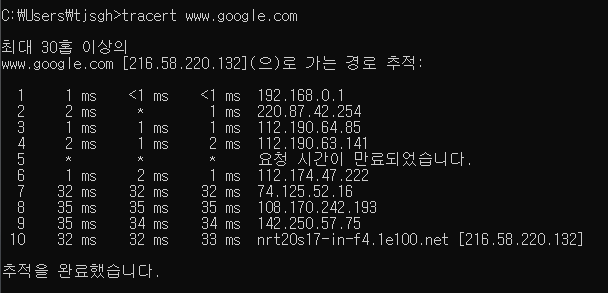 C:₩Users₩tjsgh>tracert www.google.com
최대 30홉 이상의
www.google.com [216.58.220.132](으)로 가는 경로 추적:
1 1 ms <1 ms <1 ms 192.168.0.1
2 2 ms * 1 ms 220.87.42.254
3 1 ms 1 ms 1 ms 112.190.64.85
4 2 ms 1 ms 2 ms 112.190.63.141
5 * * * 요청 시간이 만료되었습니다.
6 1 ms 2 ms 1 ms 112.174.47.222
7 32 ms 32 ms 32 ms 74.125.52.16
8 35 ms 35 ms 35 ms 108.170.242.193
9 35 ms 34 ms 34 ms 142.250.57.75
10 32 ms 32 ms 33 ms nrt20s17-in-f4.1e100.net [216.58.220.132]
추적을 완료했습니다.